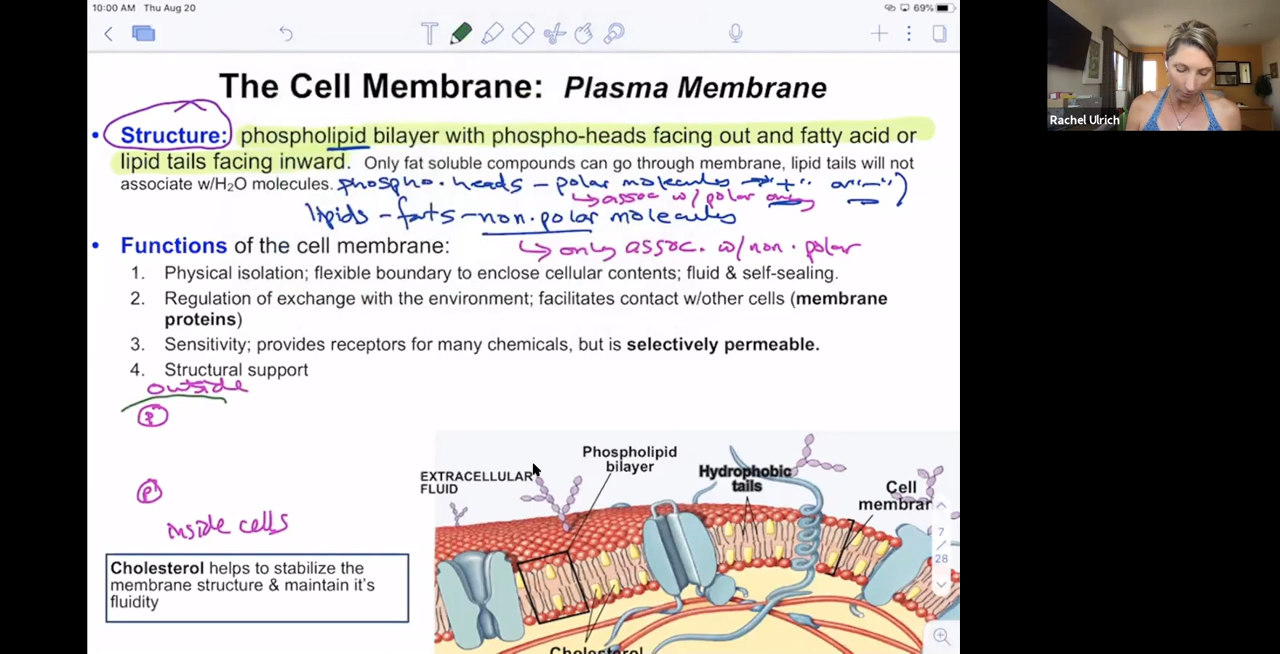 10:00 AM Thu Aug 20
69%
The Cell Membrane: Plasma Membrane
• Structure: phospholipid bilayer with phospho-heads facing out and fatty acid or
lipid tails facing inward. Only fat soluble compounds can go through membrane, lipid tails will not
associate w/H2O molecules. phospho-heads - polar molecules → "+" or "-")
↳ assoc w/polar only
lipids - fats - non-polar molecules
↳ only assoc. w/non-polar
• Functions of the cell membrane:
1. Physical isolation; flexible boundary to enclose cellular contents; fluid & self-sealing.
2. Regulation of exchange with the environment; facilitates contact w/other cells (membrane
proteins)
3. Sensitivity; provides receptors for many chemicals, but is selectively permeable.
4. Structural support
outside
P
inside cells
Cholesterol helps to stabilize the
membrane structure & maintain it's
fluidity
EXTRACELLULAR
FLUID
Phospholipid
bilayer
Hydrophobic
tails
Cell
membran
Cholesterol
7
/
28
Rachel Ulrich